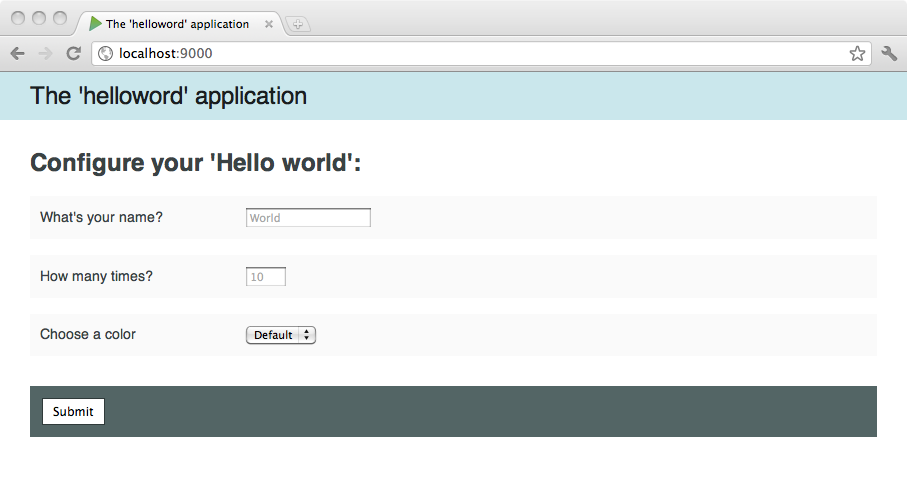 The 'helloword' application
localhost:9000
The 'helloword' application
Configure your 'Hello world':
What's your name? World
How many times? 10
Choose a color Default
Submit